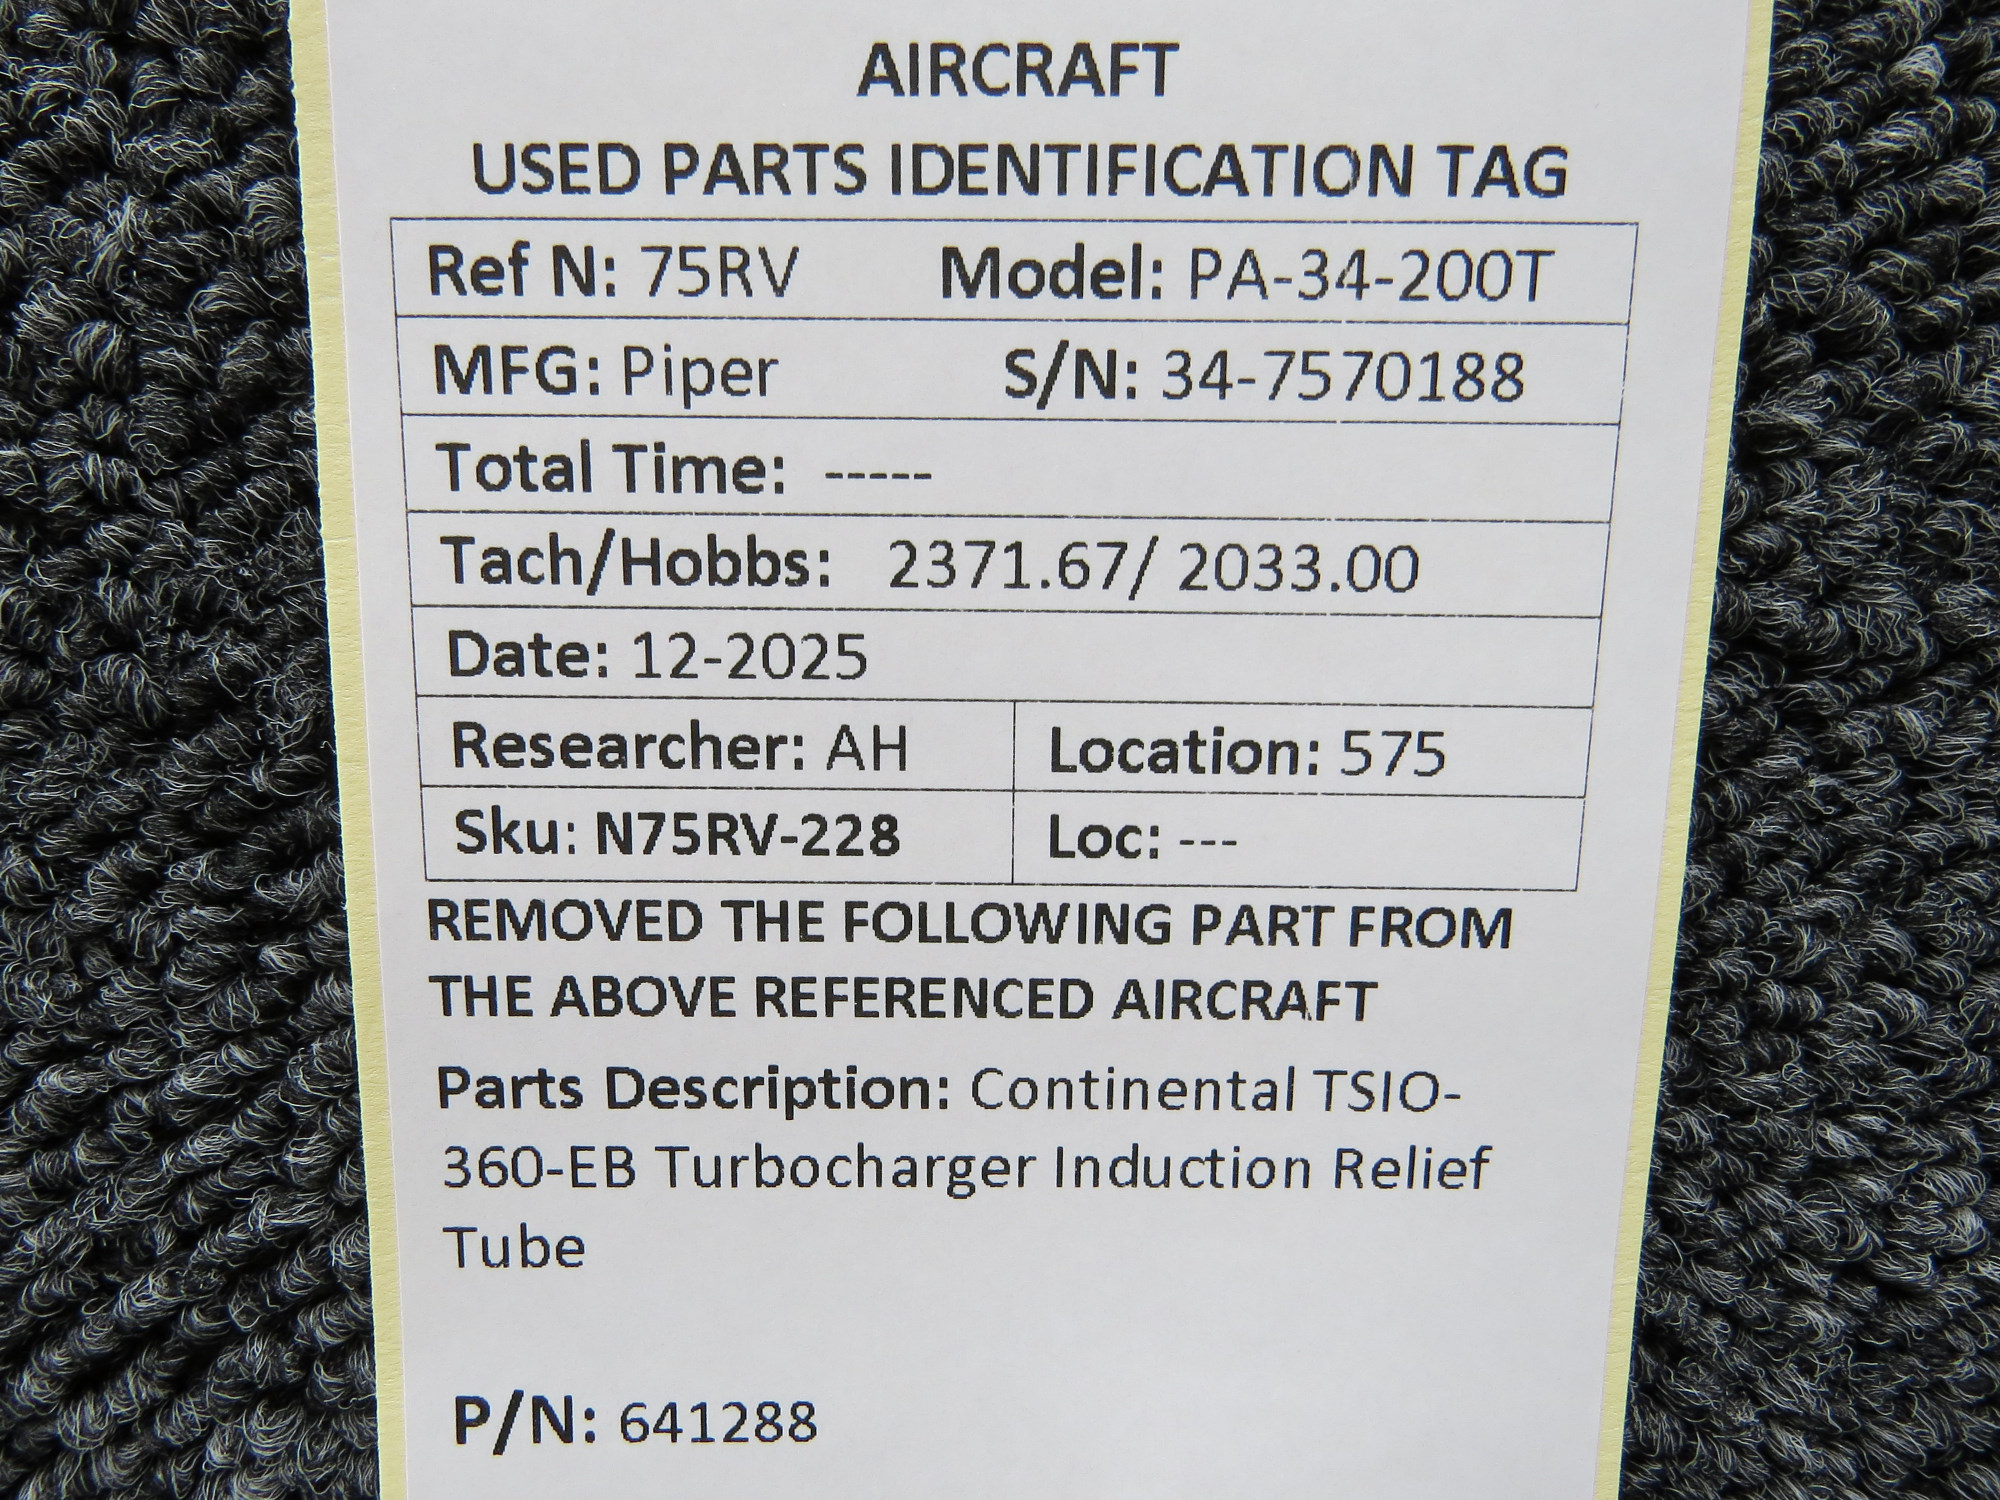 AIRCRAFT
USED PARTS IDENTIFICATION TAG
Ref N: 75RV Model: PA-34-200T
MFG: Piper S/N: 34-7570188
Total Time: -----
Tach/Hobbs: 2371.67/ 2033.00
Date: 12-2025
Researcher: AH Location: 575
Sku: N75RV-228 Loc: ---
REMOVED THE FOLLOWING PART FROM
THE ABOVE REFERENCED AIRCRAFT
Parts Description: Continental TSIO-
360-EB Turbocharger Induction Relief
Tube
P/N: 641288